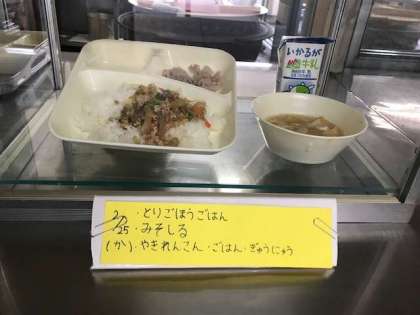 いかるが
牛乳
2/25・とりごぼうごはん
・みそしる
(か)・やきれんこん・ごはん・ぎゅうにゅう